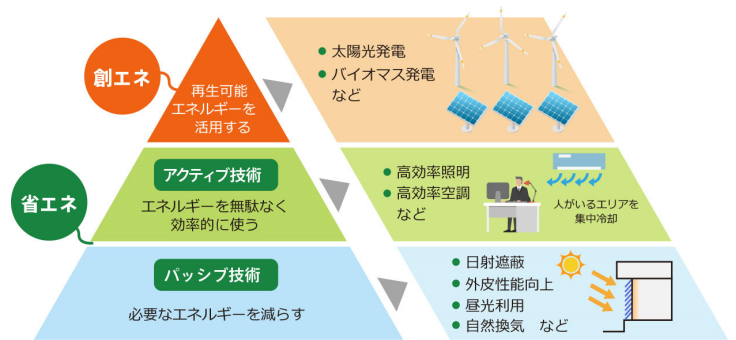 創エネ
再生可能
エネルギーを
活用する
● 太陽光発電
● バイオマス発電
など
省エネ
アクティブ技術
エネルギーを無駄なく
効率的に使う
● 高効率照明
● 高効率空調
など
人がいるエリアを
集中冷却
パッシブ技術
必要なエネルギーを減らす
● 日射遮蔽
● 外皮性能向上
● 昼光利用
● 自然換気 など